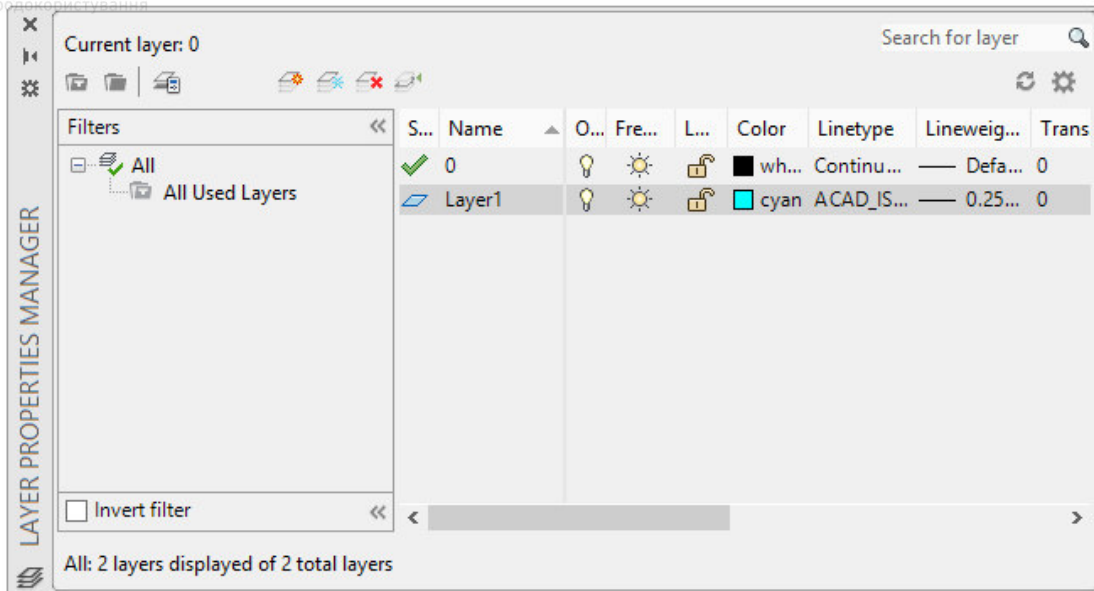 родокористування
Current layer: 0
Search for layer
Filters
S... Name O... Fre... L... Color Linetype Lineweig... Trans
All
0 wh... Continu... Defa... 0
All Used Layers
Layer1 cyan ACAD_IS... 0.25... 0
LAYER PROPERTIES MANAGER
Invert filter
All: 2 layers displayed of 2 total layers